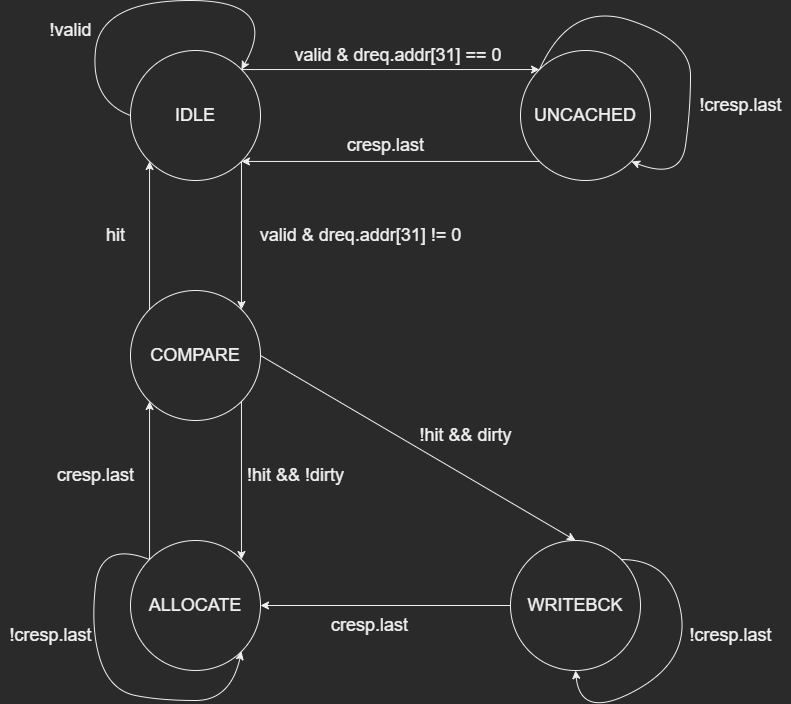 !valid
valid & dreq.addr[31] == 0
IDLE
UNCACHED
!cresp.last
cresp.last
hit
valid & dreq.addr[31] != 0
COMPARE
!hit && dirty
cresp.last
!hit && !dirty
ALLOCATE
WRITEBCK
!cresp.last
cresp.last
!cresp.last